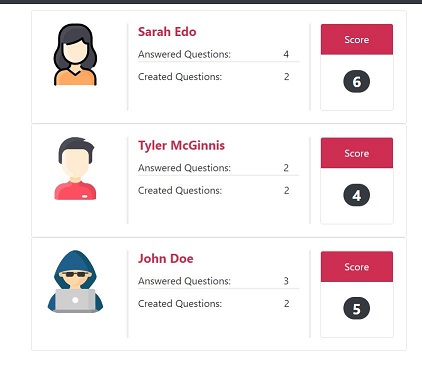 Sarah Edo
Answered Questions: 4
Created Questions: 2
Score
6
Tyler McGinnis
Answered Questions: 2
Created Questions: 2
Score
4
John Doe
Answered Questions: 3
Created Questions: 2
Score
5